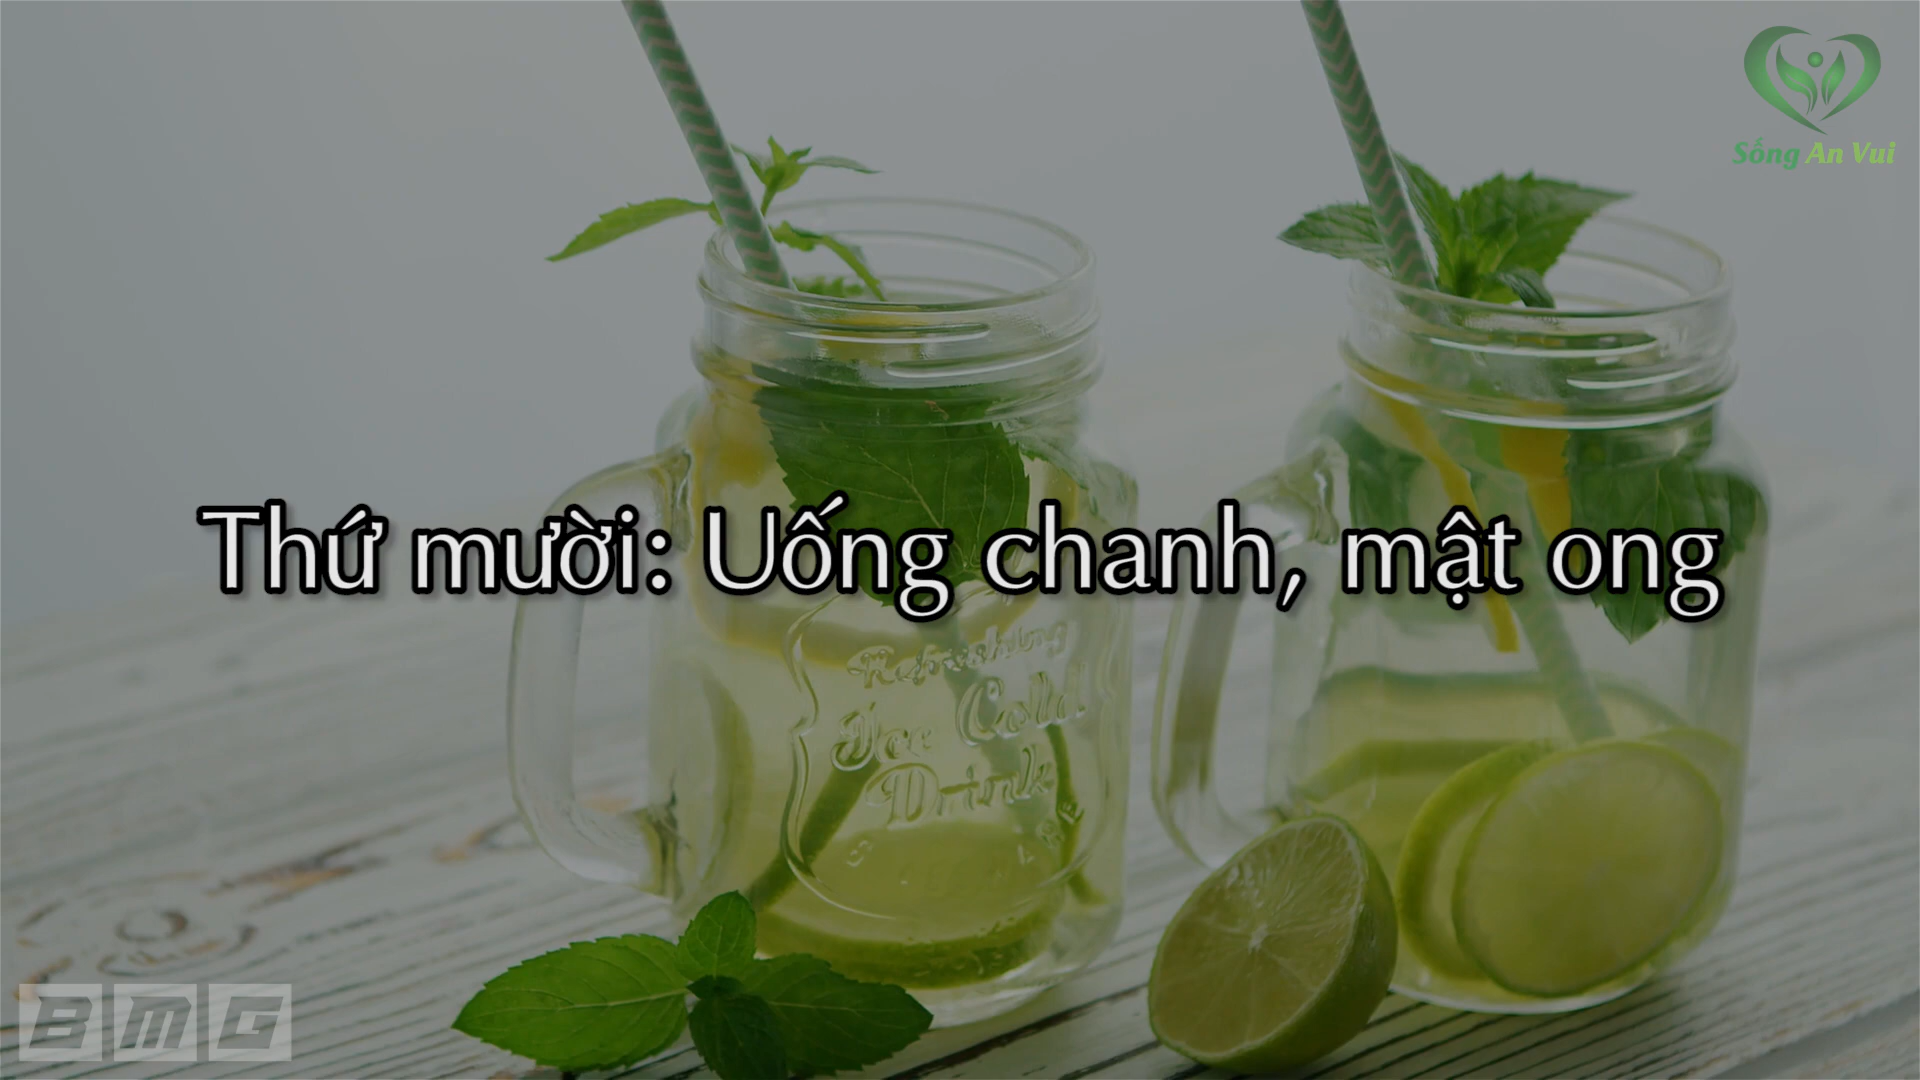 Sống An Vui
Thứ mười: Uống chanh, mật ong
Refreshing
Ice Cold
Drink
BMG